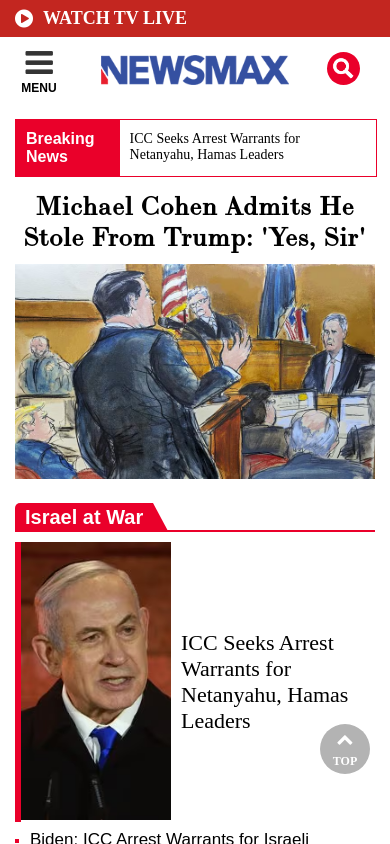 WATCH TV LIVE
MENU
NEWSMAX
Breaking
News
ICC Seeks Arrest Warrants for
Netanyahu, Hamas Leaders
Michael Cohen Admits He
Stole From Trump: 'Yes, Sir'
Israel at War
ICC Seeks Arrest
Warrants for
Netanyahu, Hamas
Leaders
TOP
Biden: ICC Arrest Warrants for Israeli